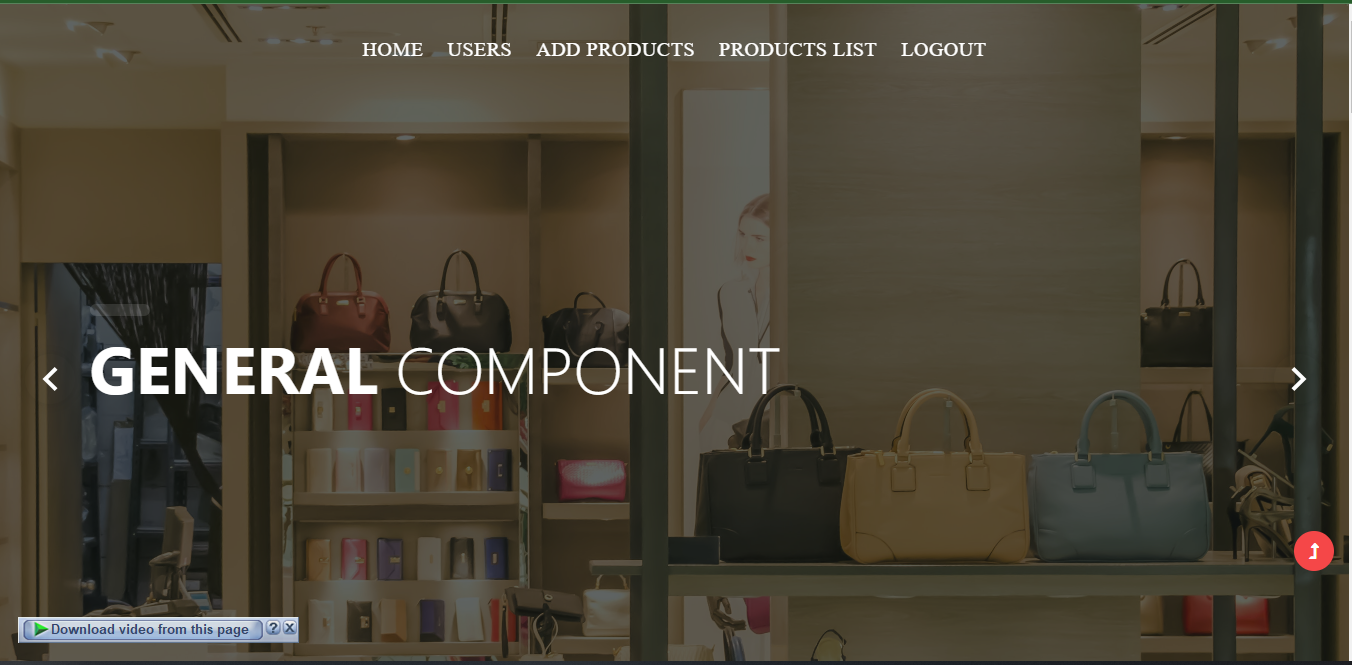 HOME USERS ADD PRODUCTS PRODUCTS LIST LOGOUT
GENERAL COMPONENT
Download video from this page ? X